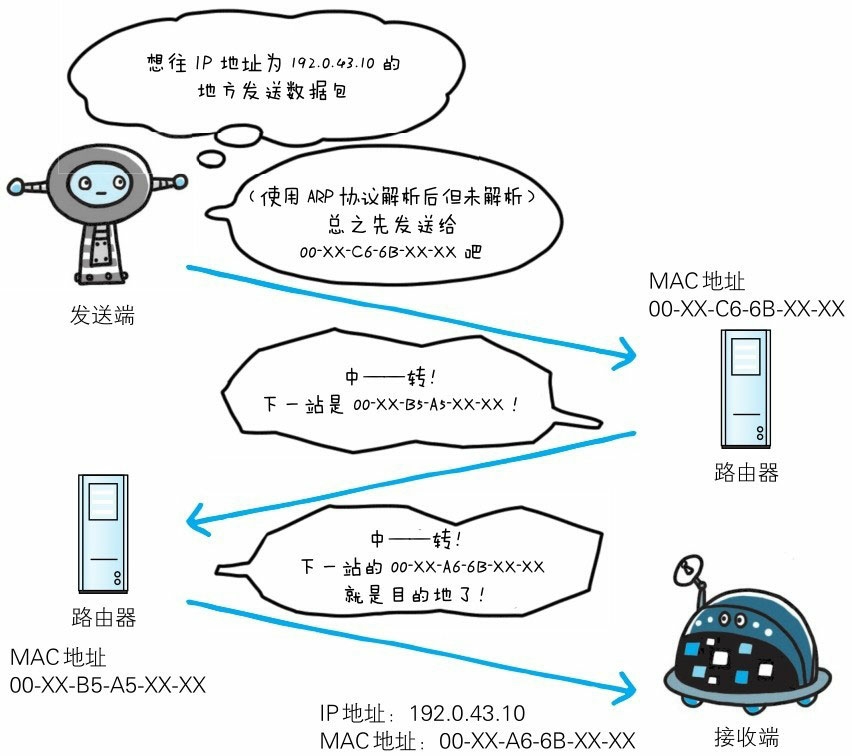 想往 IP 地址为 192.0.43.10 的
地方发送数据包
（使用 ARP 协议解析后但未解析）
总之先发送给
00-XX-C6-6B-XX-XX 吧
发送端
MAC 地址
00-XX-C6-6B-XX-XX
中——转！
下一站是 00-XX-B5-A5-XX-XX！
路由器
中——转！
下一站的 00-XX-A6-6B-XX-XX
就是目的地了！
路由器
MAC 地址
00-XX-B5-A5-XX-XX
IP 地址：192.0.43.10
MAC 地址：00-XX-A6-6B-XX-XX
接收端